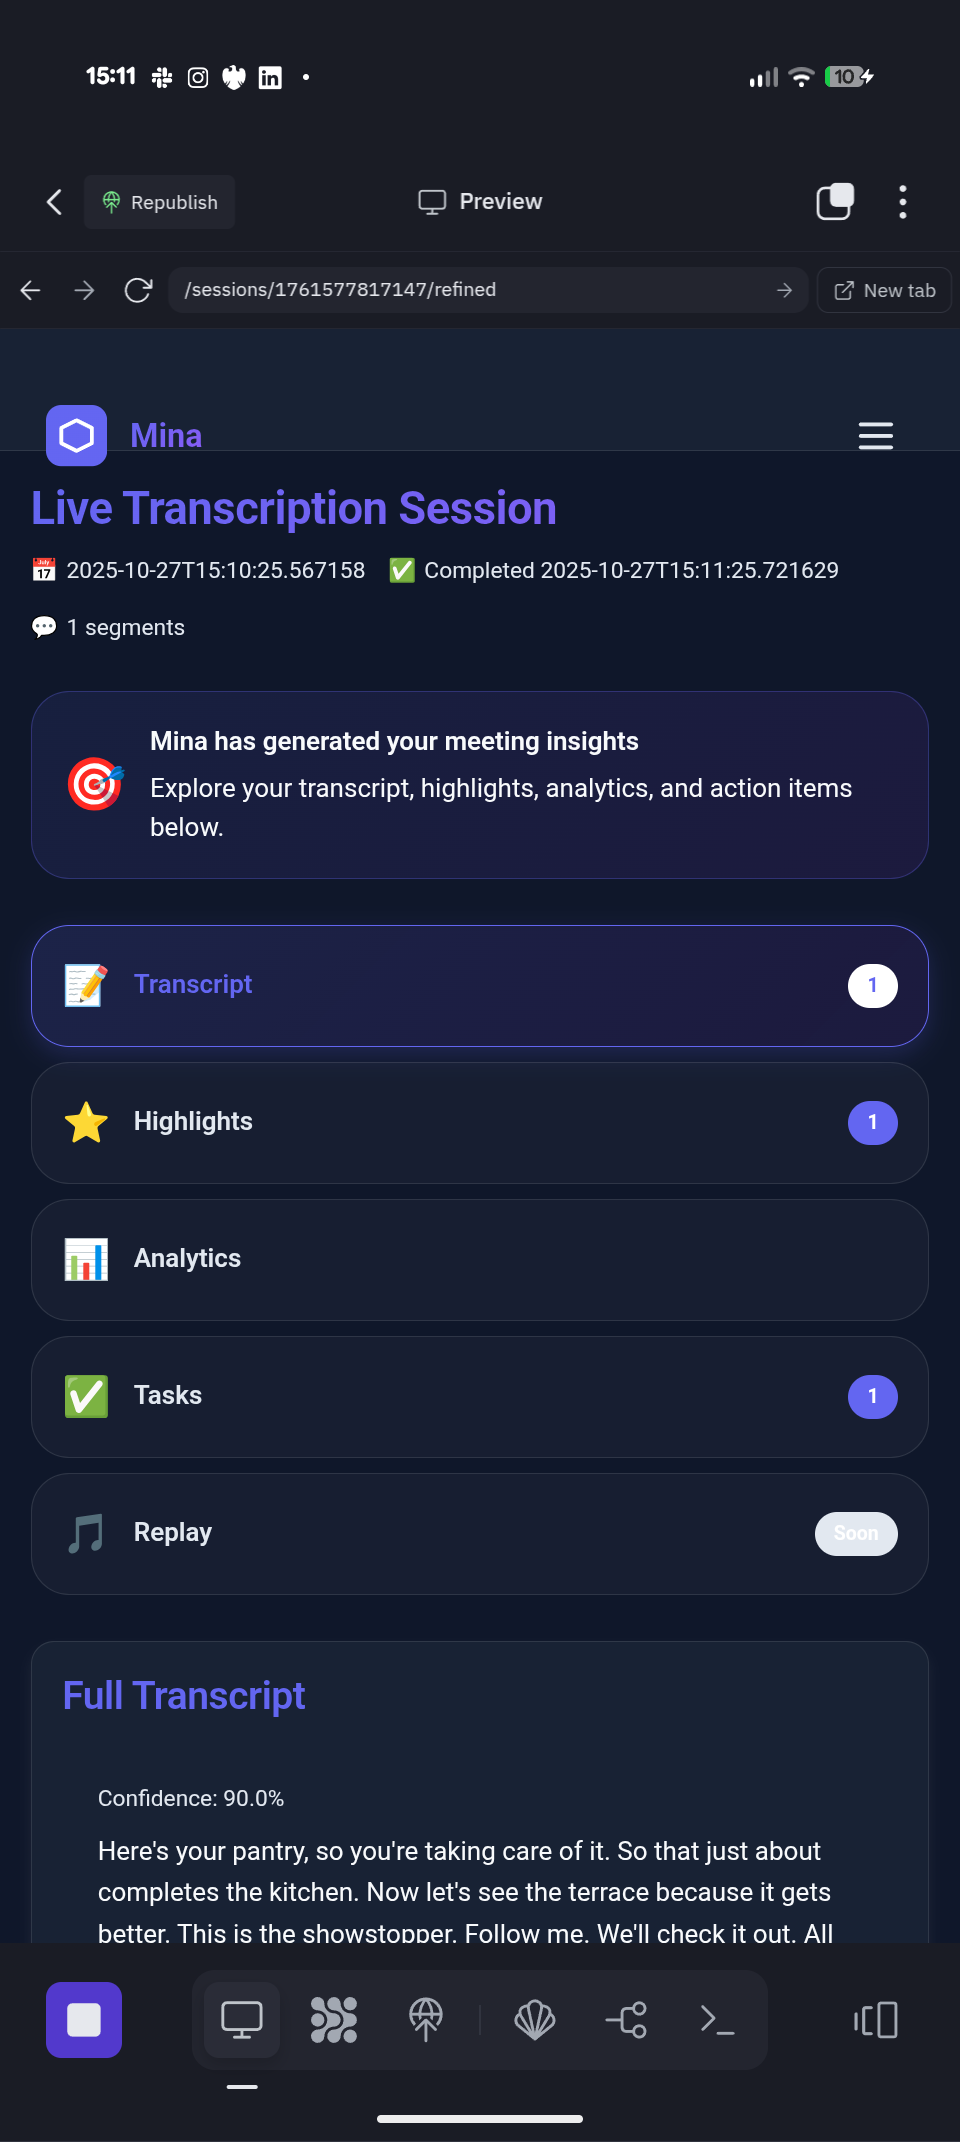 15:11
10
Republish
Preview
/sessions/1761577817147/refined
New tab
Mina
Live Transcription Session
July
17
2025-10-27T15:10:25.567158
Completed 2025-10-27T15:11:25.721629
1 segments
Mina has generated your meeting insights
Explore your transcript, highlights, analytics, and action items
below.
Transcript
1
Highlights
1
Analytics
Tasks
1
Replay
Soon
Full Transcript
Confidence: 90.0%
Here's your pantry, so you're taking care of it. So that just about
completes the kitchen. Now let's see the terrace because it gets
better. This is the showstopper. Follow me. We'll check it out. All